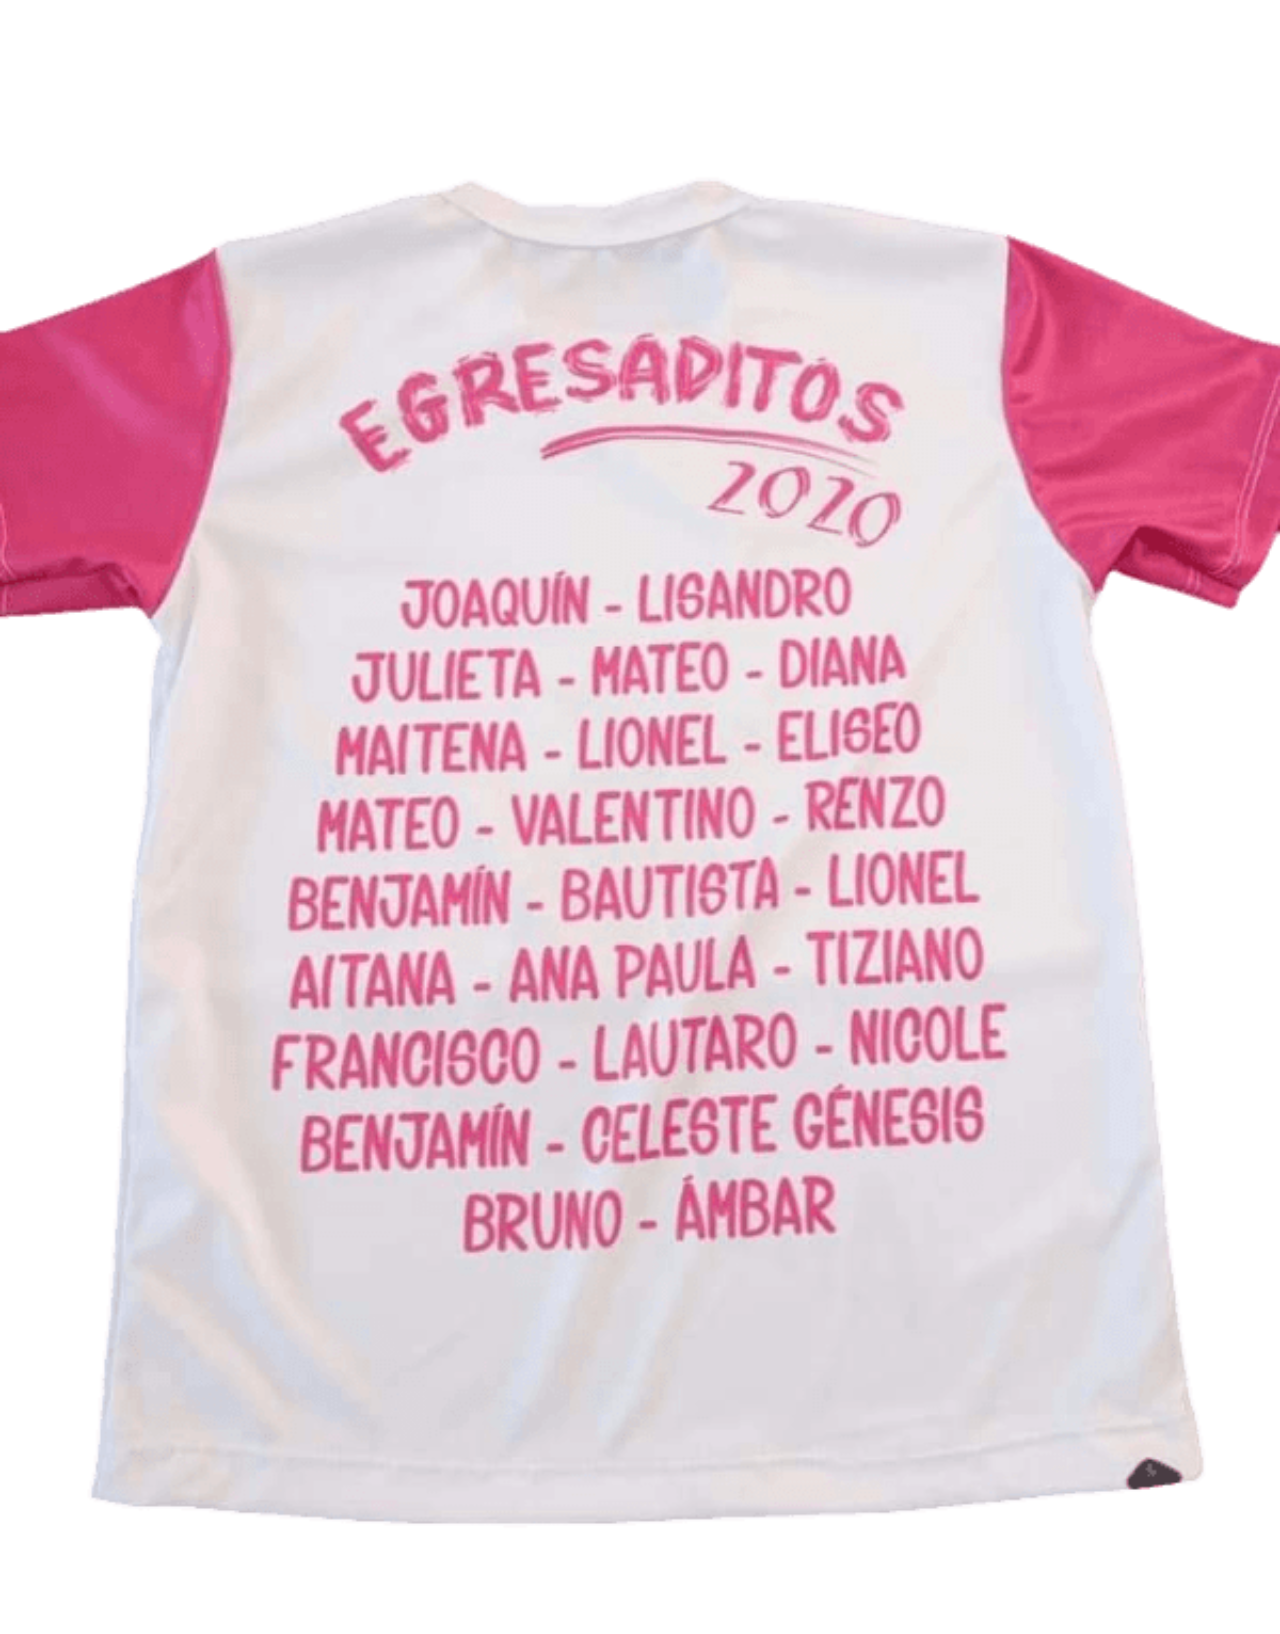 EGRESADITOS
2020
JOAQUÍN - LISANDRO
JULIETA - MATEO - DIANA
MAITENA - LIONEL - ELISEO
MATEO - VALENTINO - RENZO
BENJAMÍN - BAUTISTA - LIONEL
AITANA - ANA PAULA - TIZIANO
FRANCISCO - LAUTARO - NICOLE
BENJAMÍN - CELESTE GÉNESIS
BRUNO - ÁMBAR